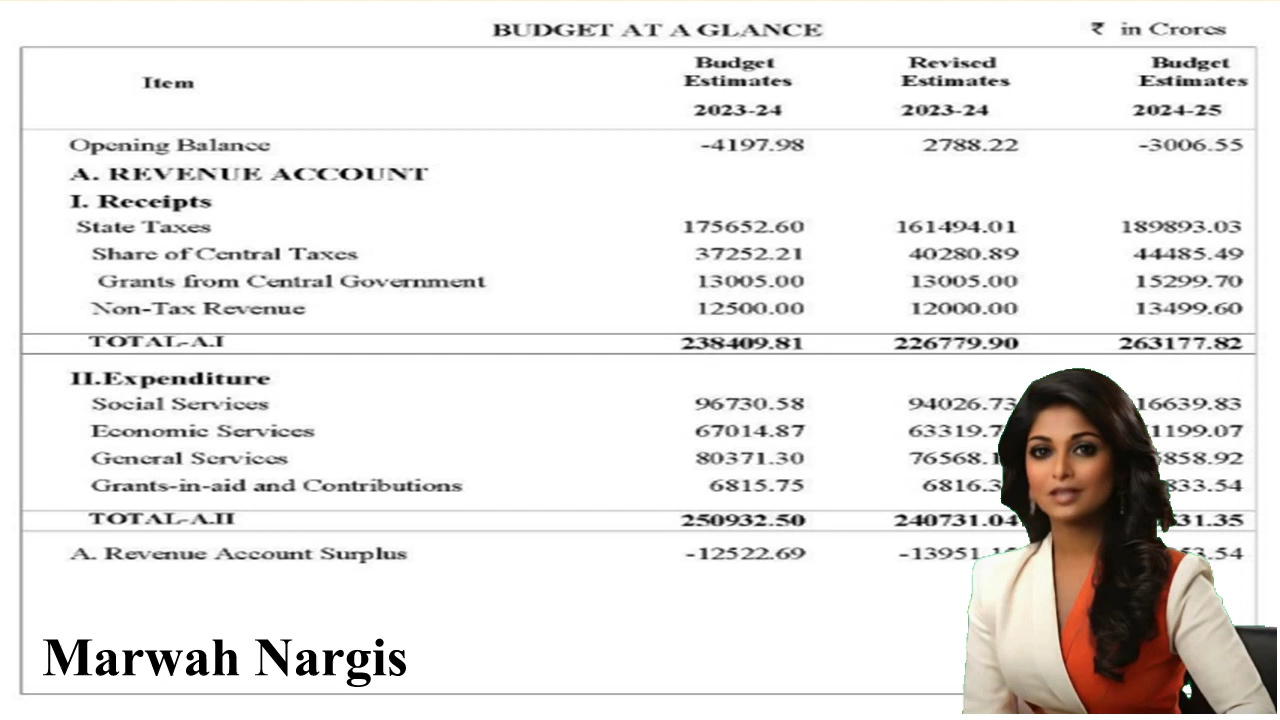 BUDGET AT A GLANCE ₹ in Crores
Item Budget Estimates 2023-24 Revised Estimates 2023-24 Budget Estimates 2024-25
Opening Balance -4197.98 2788.22 -3006.55
A. REVENUE ACCOUNT
I. Receipts
State Taxes 175652.60 161494.01 189893.03
Share of Central Taxes 37252.21 40280.89 44485.49
Grants from Central Government 13005.00 13005.00 15299.70
Non-Tax Revenue 12500.00 12000.00 13499.60
TOTAL-A.I 238409.81 226779.90 263177.82
II.Expenditure
Social Services 96730.58 94026.73
Economic Services 67014.87
General Services 80371.30
Grants-in-aid and Contributions 6815.75
TOTAL-A.II 250932.50 240731.04
A. Revenue Account Surplus -12522.69
Marwah Nargis